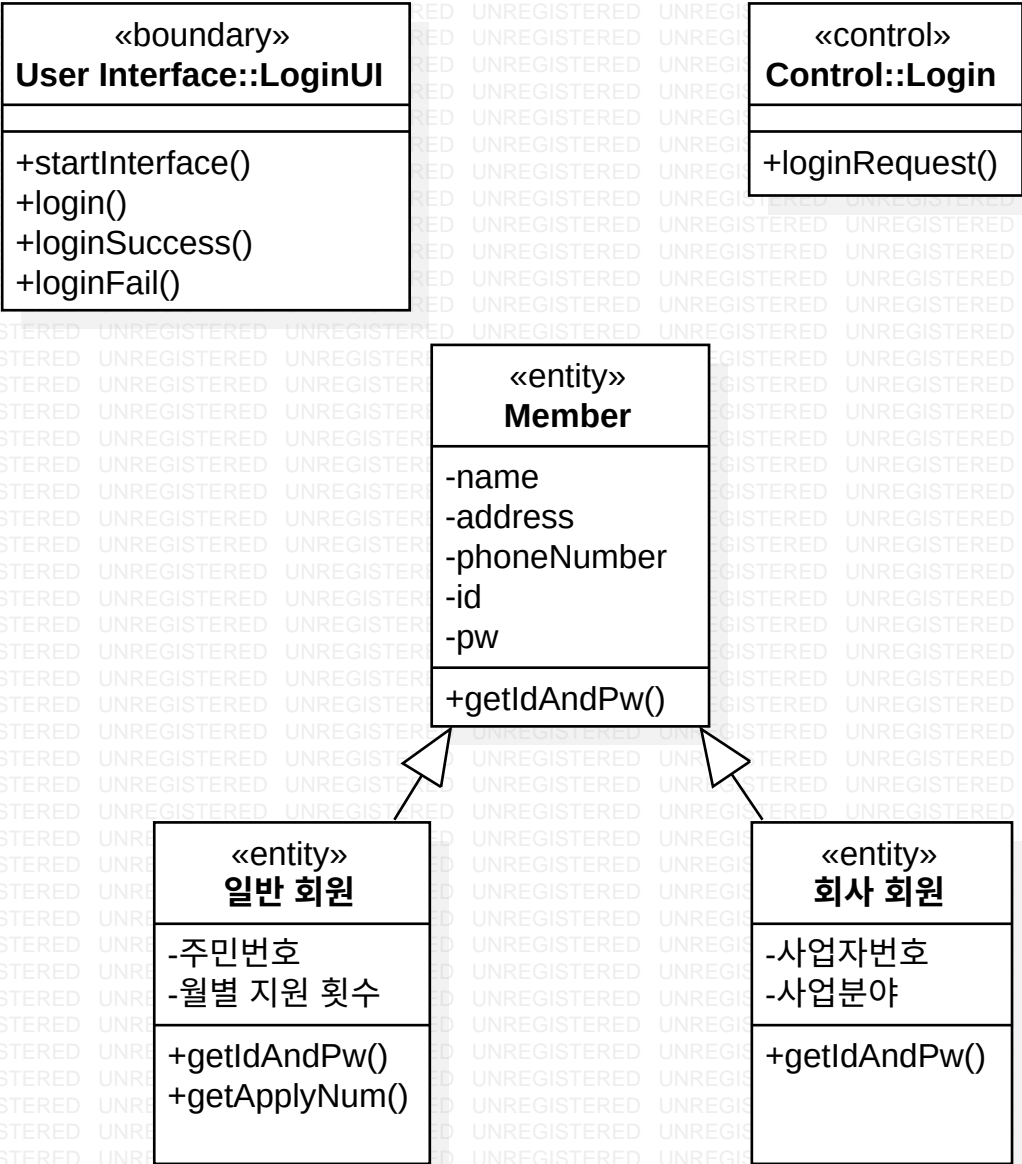 «boundary»
User Interface::LoginUI
+startInterface()
+login()
+loginSuccess()
+loginFail()
«control»
Control::Login
+loginRequest()
«entity»
Member
-name
-address
-phoneNumber
-id
-pw
+getIdAndPw()
«entity»
일반 회원
-주민번호
-월별 지원 횟수
+getIdAndPw()
+getApplyNum()
«entity»
회사 회원
-사업자번호
-사업분야
+getIdAndPw()
UNREGISTERED